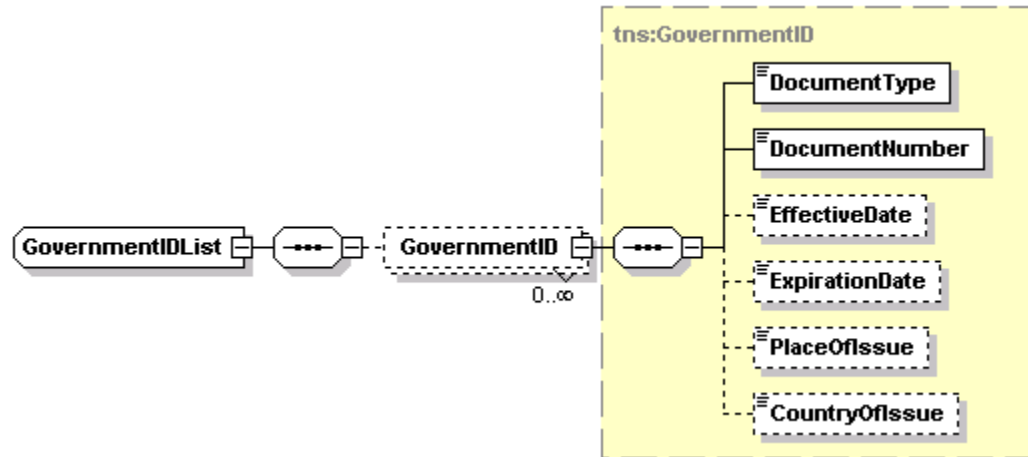 tns:GovernmentID
DocumentType
DocumentNumber
EffectiveDate
GovernmentIDList
GovernmentID
0..∞
ExpirationDate
PlaceOfIssue
CountryOfIssue